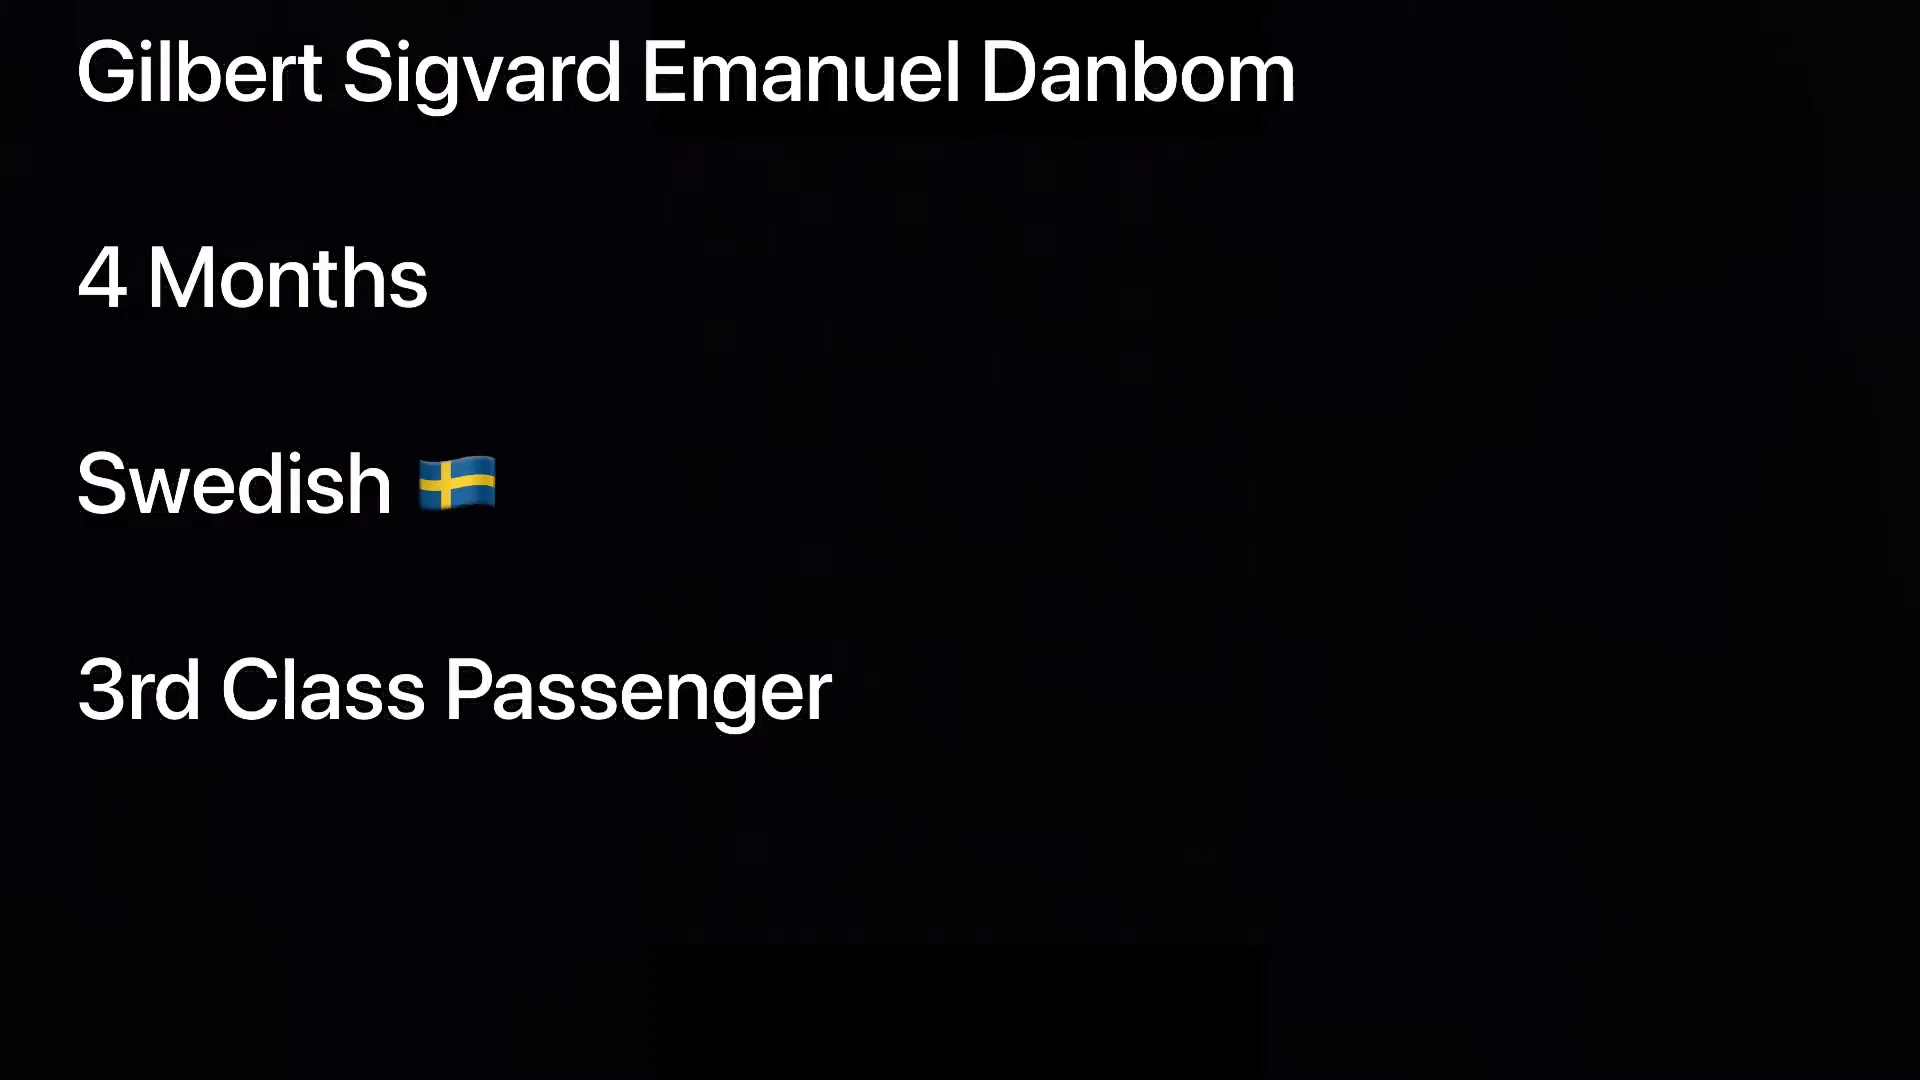 Gilbert Sigvard Emanuel Danbom
4 Months
Swedish 🇸🇪
3rd Class Passenger